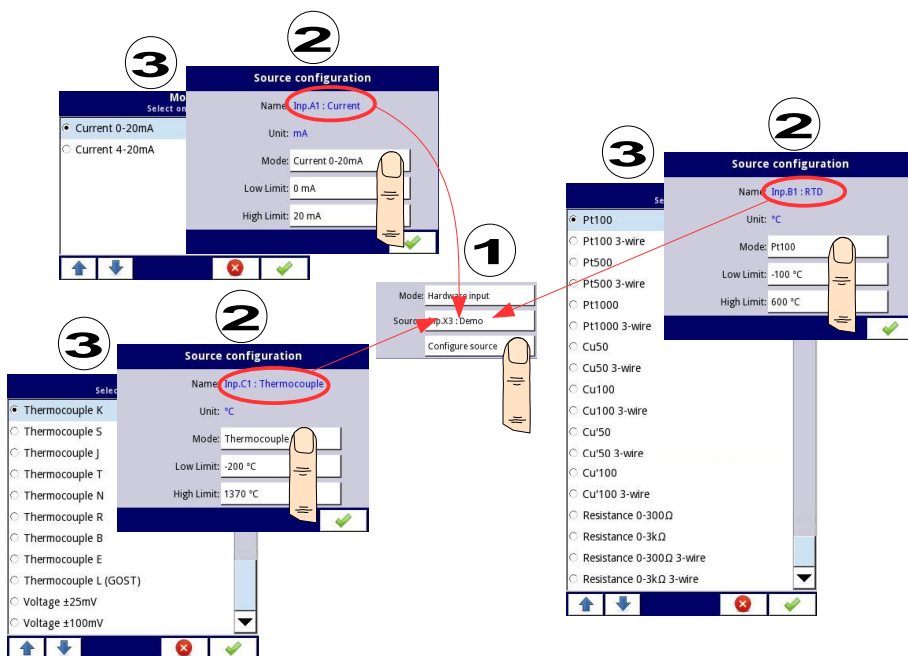 3
Mo
Select on
Current 0-20mA
Current 4-20mA
2
Source configuration
Name: Inp.A1 : Current
Unit: mA
Mode: Current 0-20mA
Low Limit: 0 mA
High Limit: 20 mA
1
Mode: Hardware input
Source: Inp.X3 : Demo
Configure source
3
Se
Pt100
Pt100 3-wire
Pt500
Pt500 3-wire
Pt1000
Pt1000 3-wire
Cu50
Cu50 3-wire
Cu100
Cu100 3-wire
Cu'50
Cu'50 3-wire
Cu'100
Cu'100 3-wire
Resistance 0-300Ω
Resistance 0-3kΩ
Resistance 0-300Ω 3-wire
Resistance 0-3kΩ 3-wire
2
Source configuration
Name: Inp.B1 : RTD
Unit: °C
Mode: Pt100
Low Limit: -100 °C
High Limit: 600 °C
3
Selec
Thermocouple K
Thermocouple S
Thermocouple J
Thermocouple T
Thermocouple N
Thermocouple R
Thermocouple B
Thermocouple E
Thermocouple L (GOST)
Voltage ±25mV
Voltage ±100mV
2
Source configuration
Name: Inp.C1 : Thermocouple
Unit: °C
Mode: Thermocouple
Low Limit: -200 °C
High Limit: 1370 °C